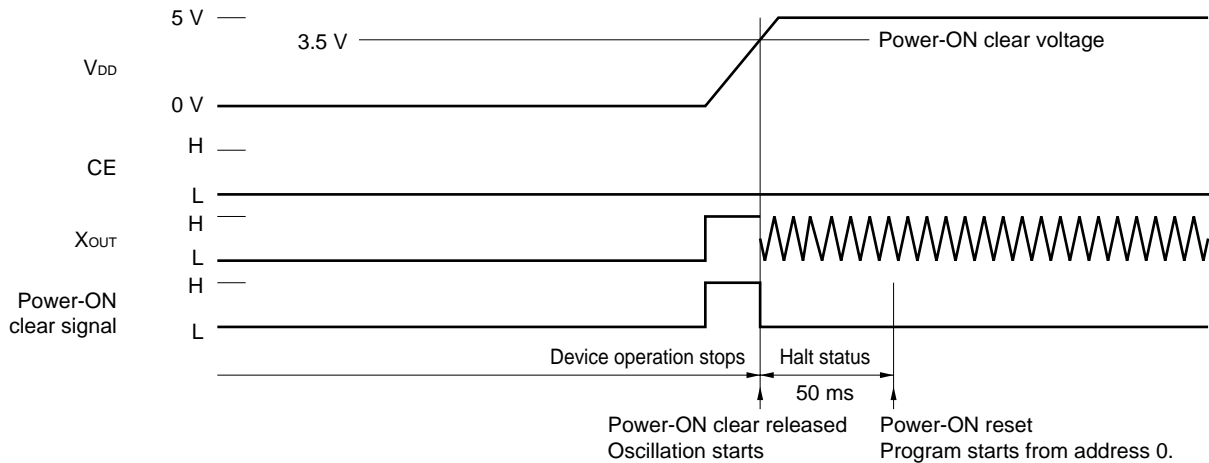 5 V
3.5 V
Power-ON clear voltage
VDD
0 V
H
CE
L
H
XOUT
L
H
Power-ON
clear signal
L
Device operation stops
Halt status
50 ms
Power-ON clear released
Oscillation starts
Power-ON reset
Program starts from address 0.